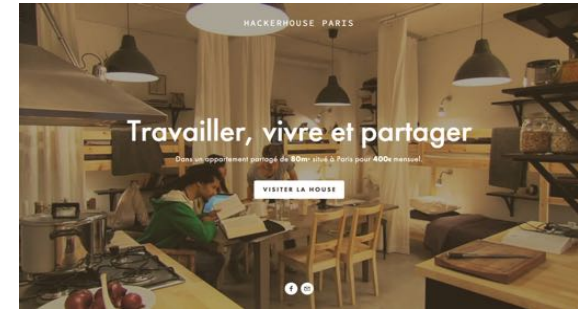 HACKERHOUSE PARIS
Travailler, vivre et partager
Dans un appartement partagé de 80m² situé à Paris pour 400€ mensuel.
VISITER LA HOUSE